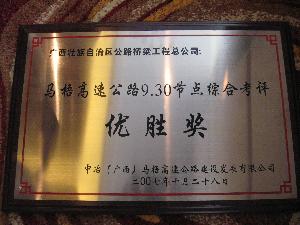 广西壮族自治区公路桥梁工程总公司:
马梧高速公路9.30节点综合考评
优胜奖
中冶(广西)马梧高速公路建设发展有限公司
二00七年十月二十八日